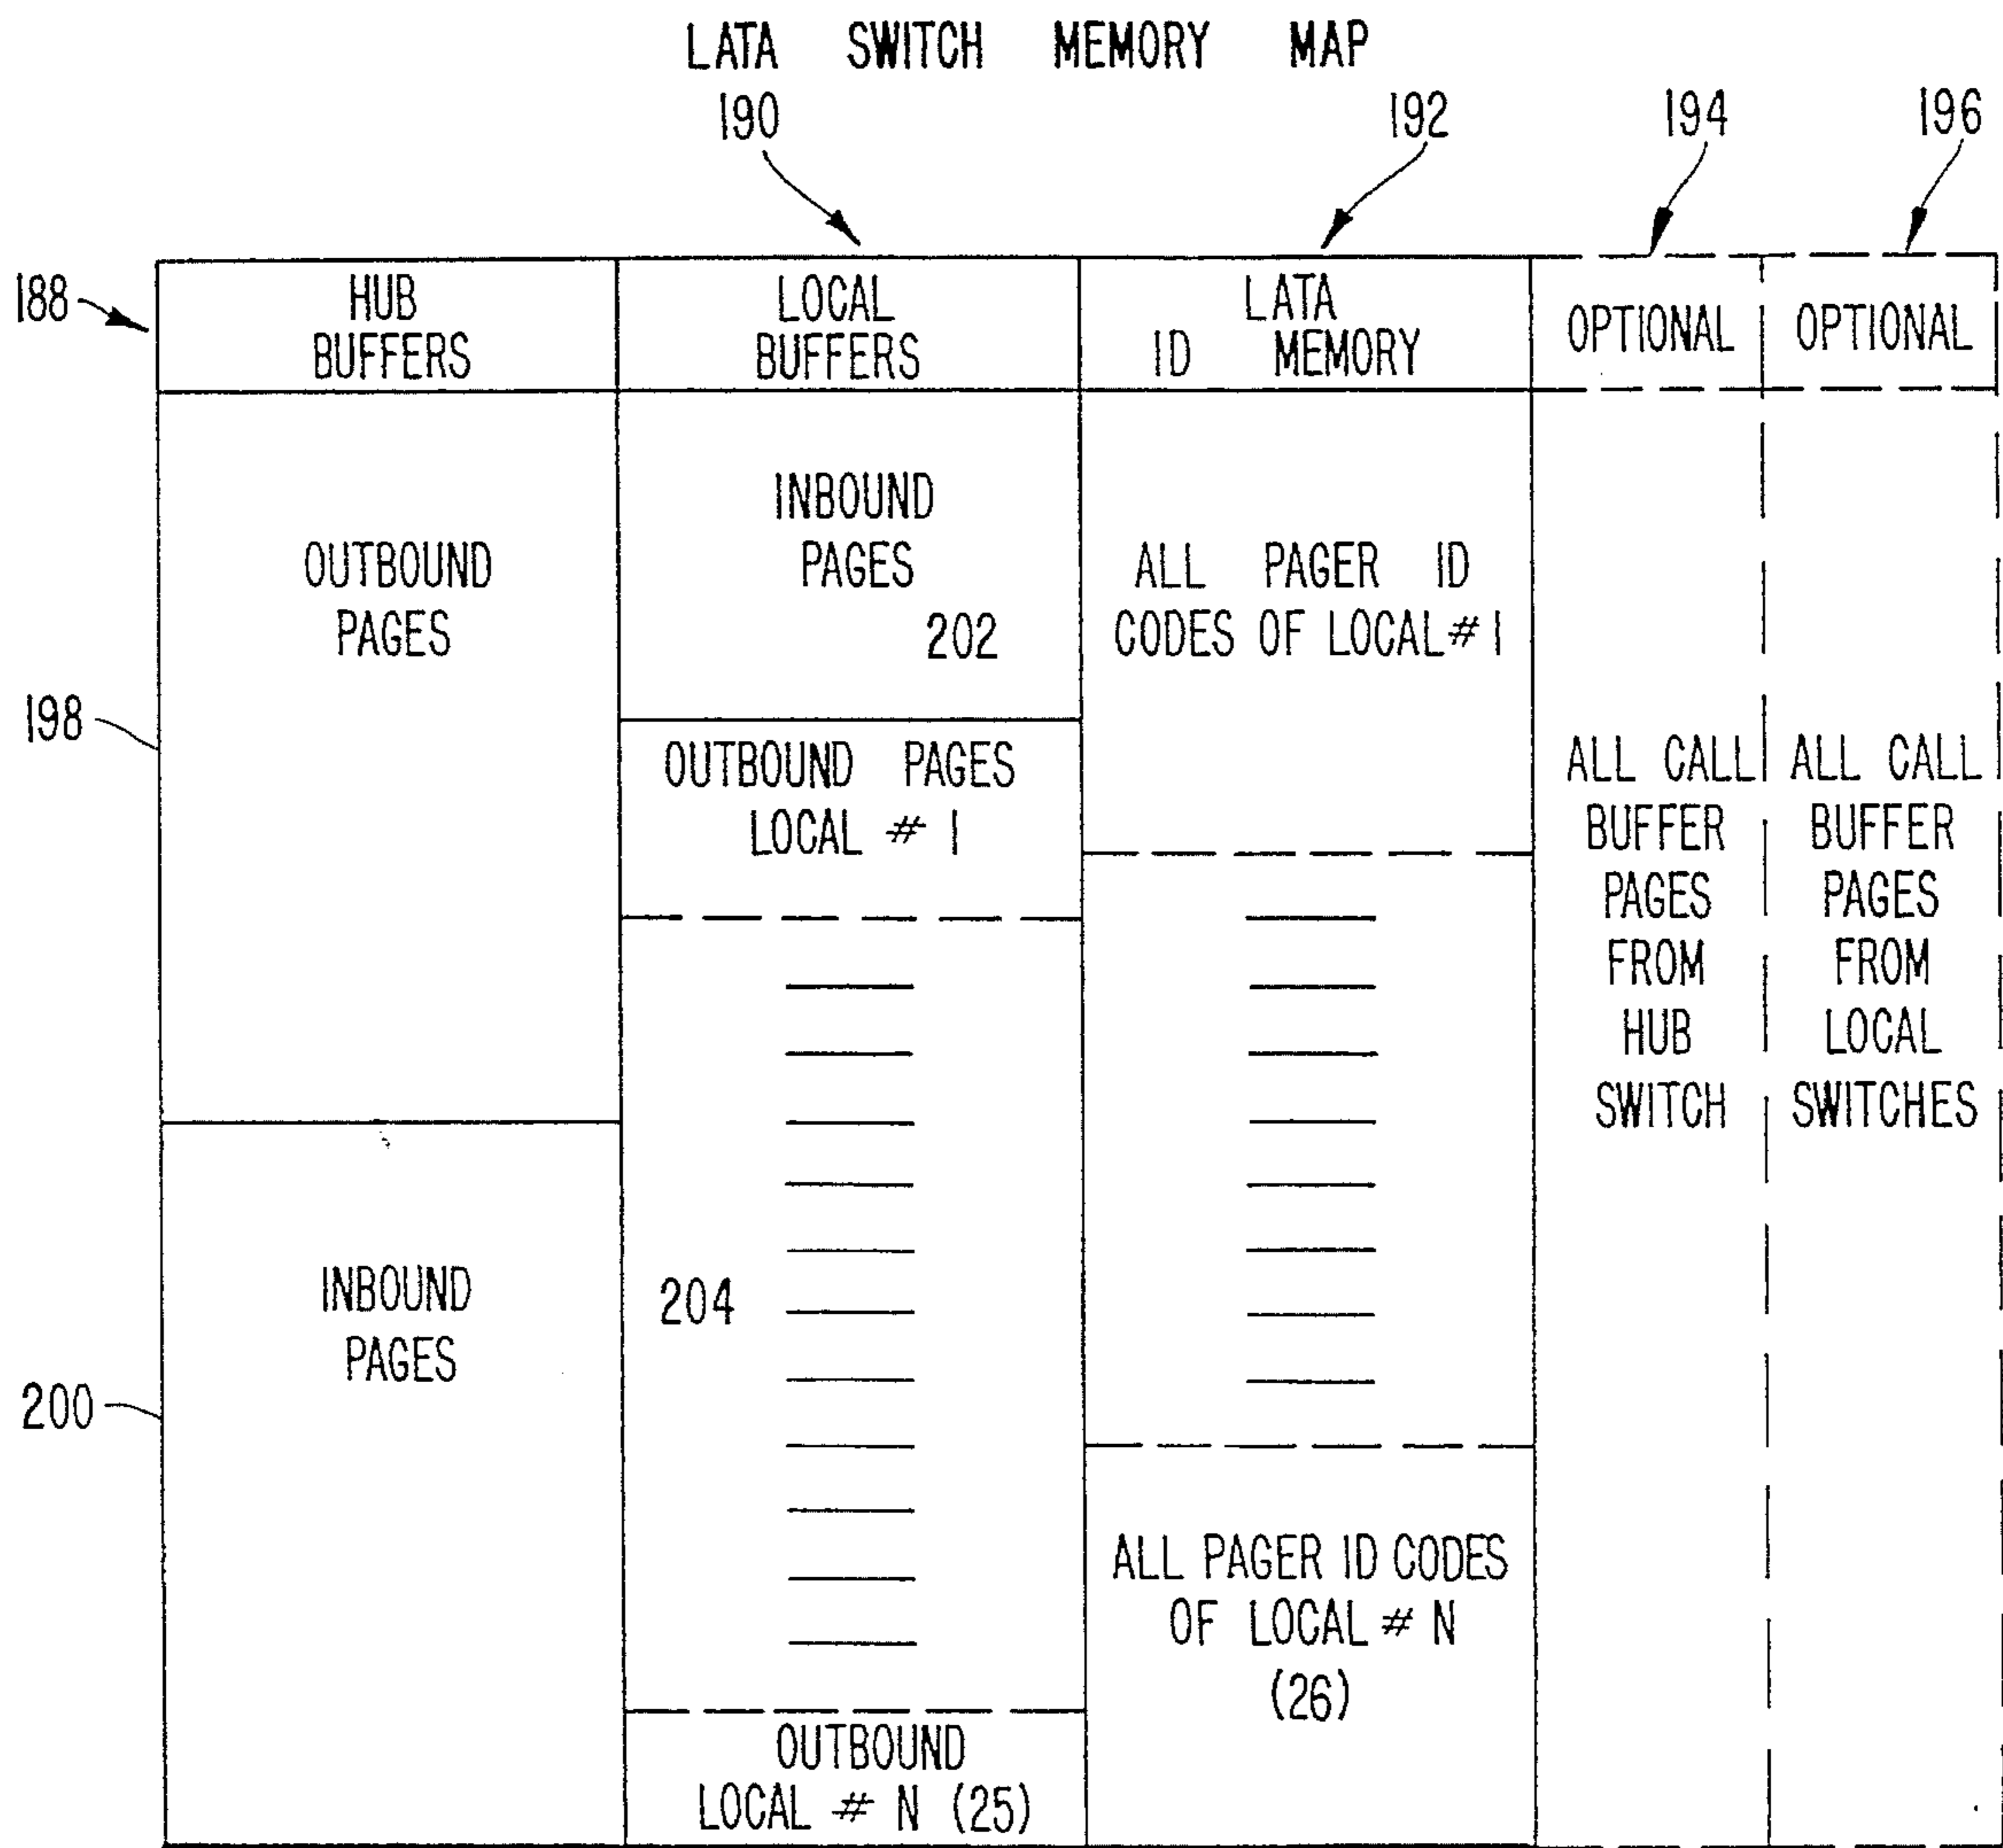 LATA SWITCH MEMORY MAP
190
192
194
196
188
HUB
BUFFERS
LOCAL
BUFFERS
LATA
ID MEMORY
OPTIONAL
OPTIONAL
OUTBOUND
PAGES
198
INBOUND
PAGES
200
INBOUND
PAGES
202
OUTBOUND PAGES
LOCAL # 1
204
OUTBOUND
LOCAL # N (25)
ALL PAGER ID
CODES OF LOCAL # 1
ALL PAGER ID CODES
OF LOCAL # N
(26)
ALL CALL
BUFFER
PAGES
FROM
HUB
SWITCH
ALL CALL
BUFFER
PAGES
FROM
LOCAL
SWITCHES